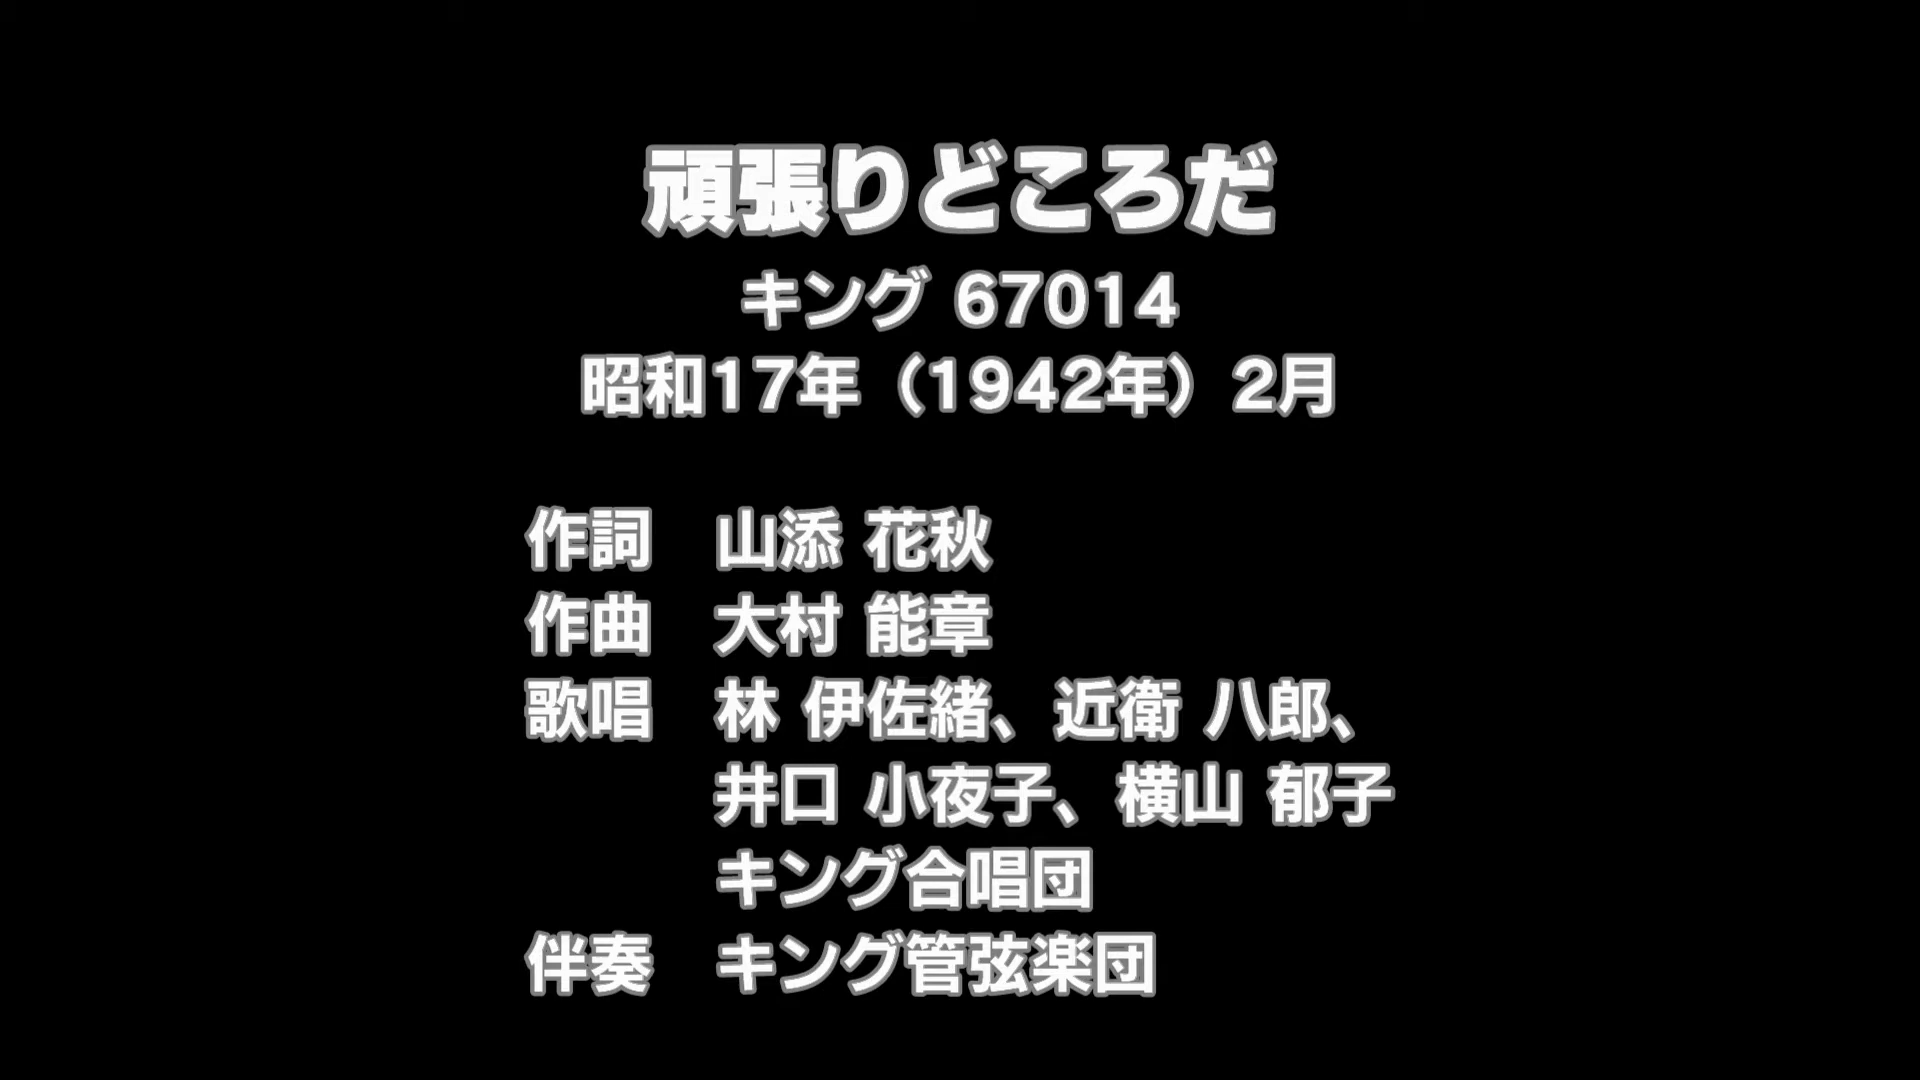 頑張りどころだ
キング 67014
昭和17年（1942年）2月
作詞　山添 花秋
作曲　大村 能章
歌唱　林 伊佐緒、近衛 八郎、
井口 小夜子、横山 郁子
キング合唱団
伴奏　キング管弦楽団